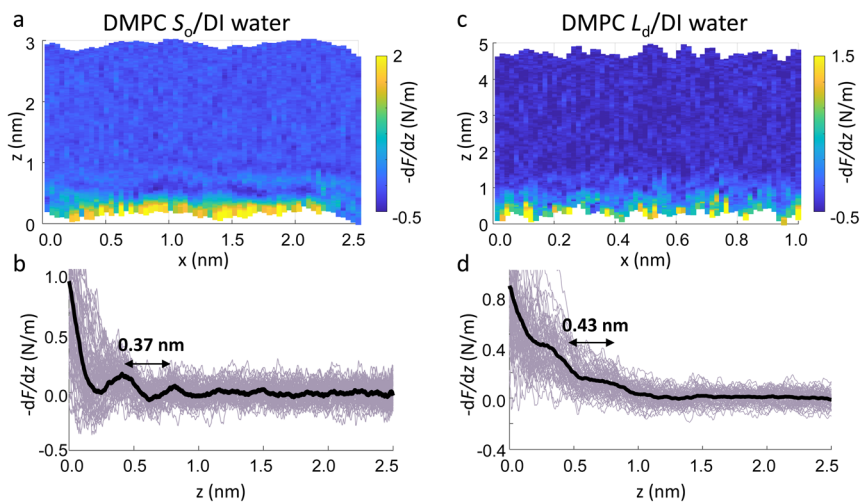 a
DMPC So/DI water
3
2
1
0
z (nm)
0
0.5
1.0
1.5
2.0
2.5
x (nm)
2
-0.5
-dF/dz (N/m)
c
DMPC Ld/DI water
5
4
3
2
1
0
z (nm)
0.0
0.2
0.4
0.6
0.8
1.0
x (nm)
1.5
-0.5
-dF/dz (N/m)
b
1.0
0.5
0.0
-0.5
-dF/dz (N/m)
0.37 nm
0.0
0.5
1.0
1.5
2.0
2.5
z (nm)
d
0.8
0.4
0.0
-0.4
-dF/dz (N/m)
0.43 nm
0.0
0.5
1.0
1.5
2.0
2.5
z (nm)